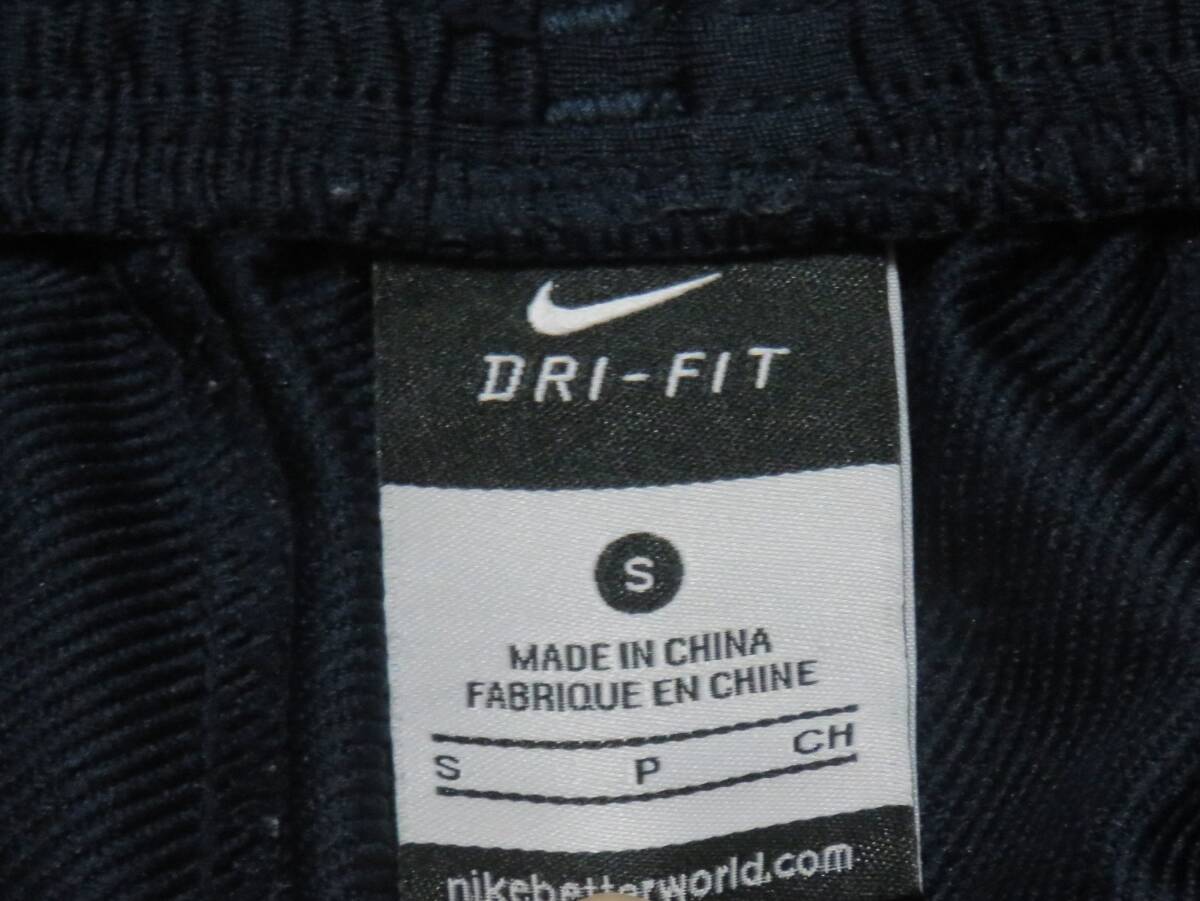 DRI-FIT
S
MADE IN CHINA
FABRIQUE EN CHINE
S P CH
nikebetterworld.com